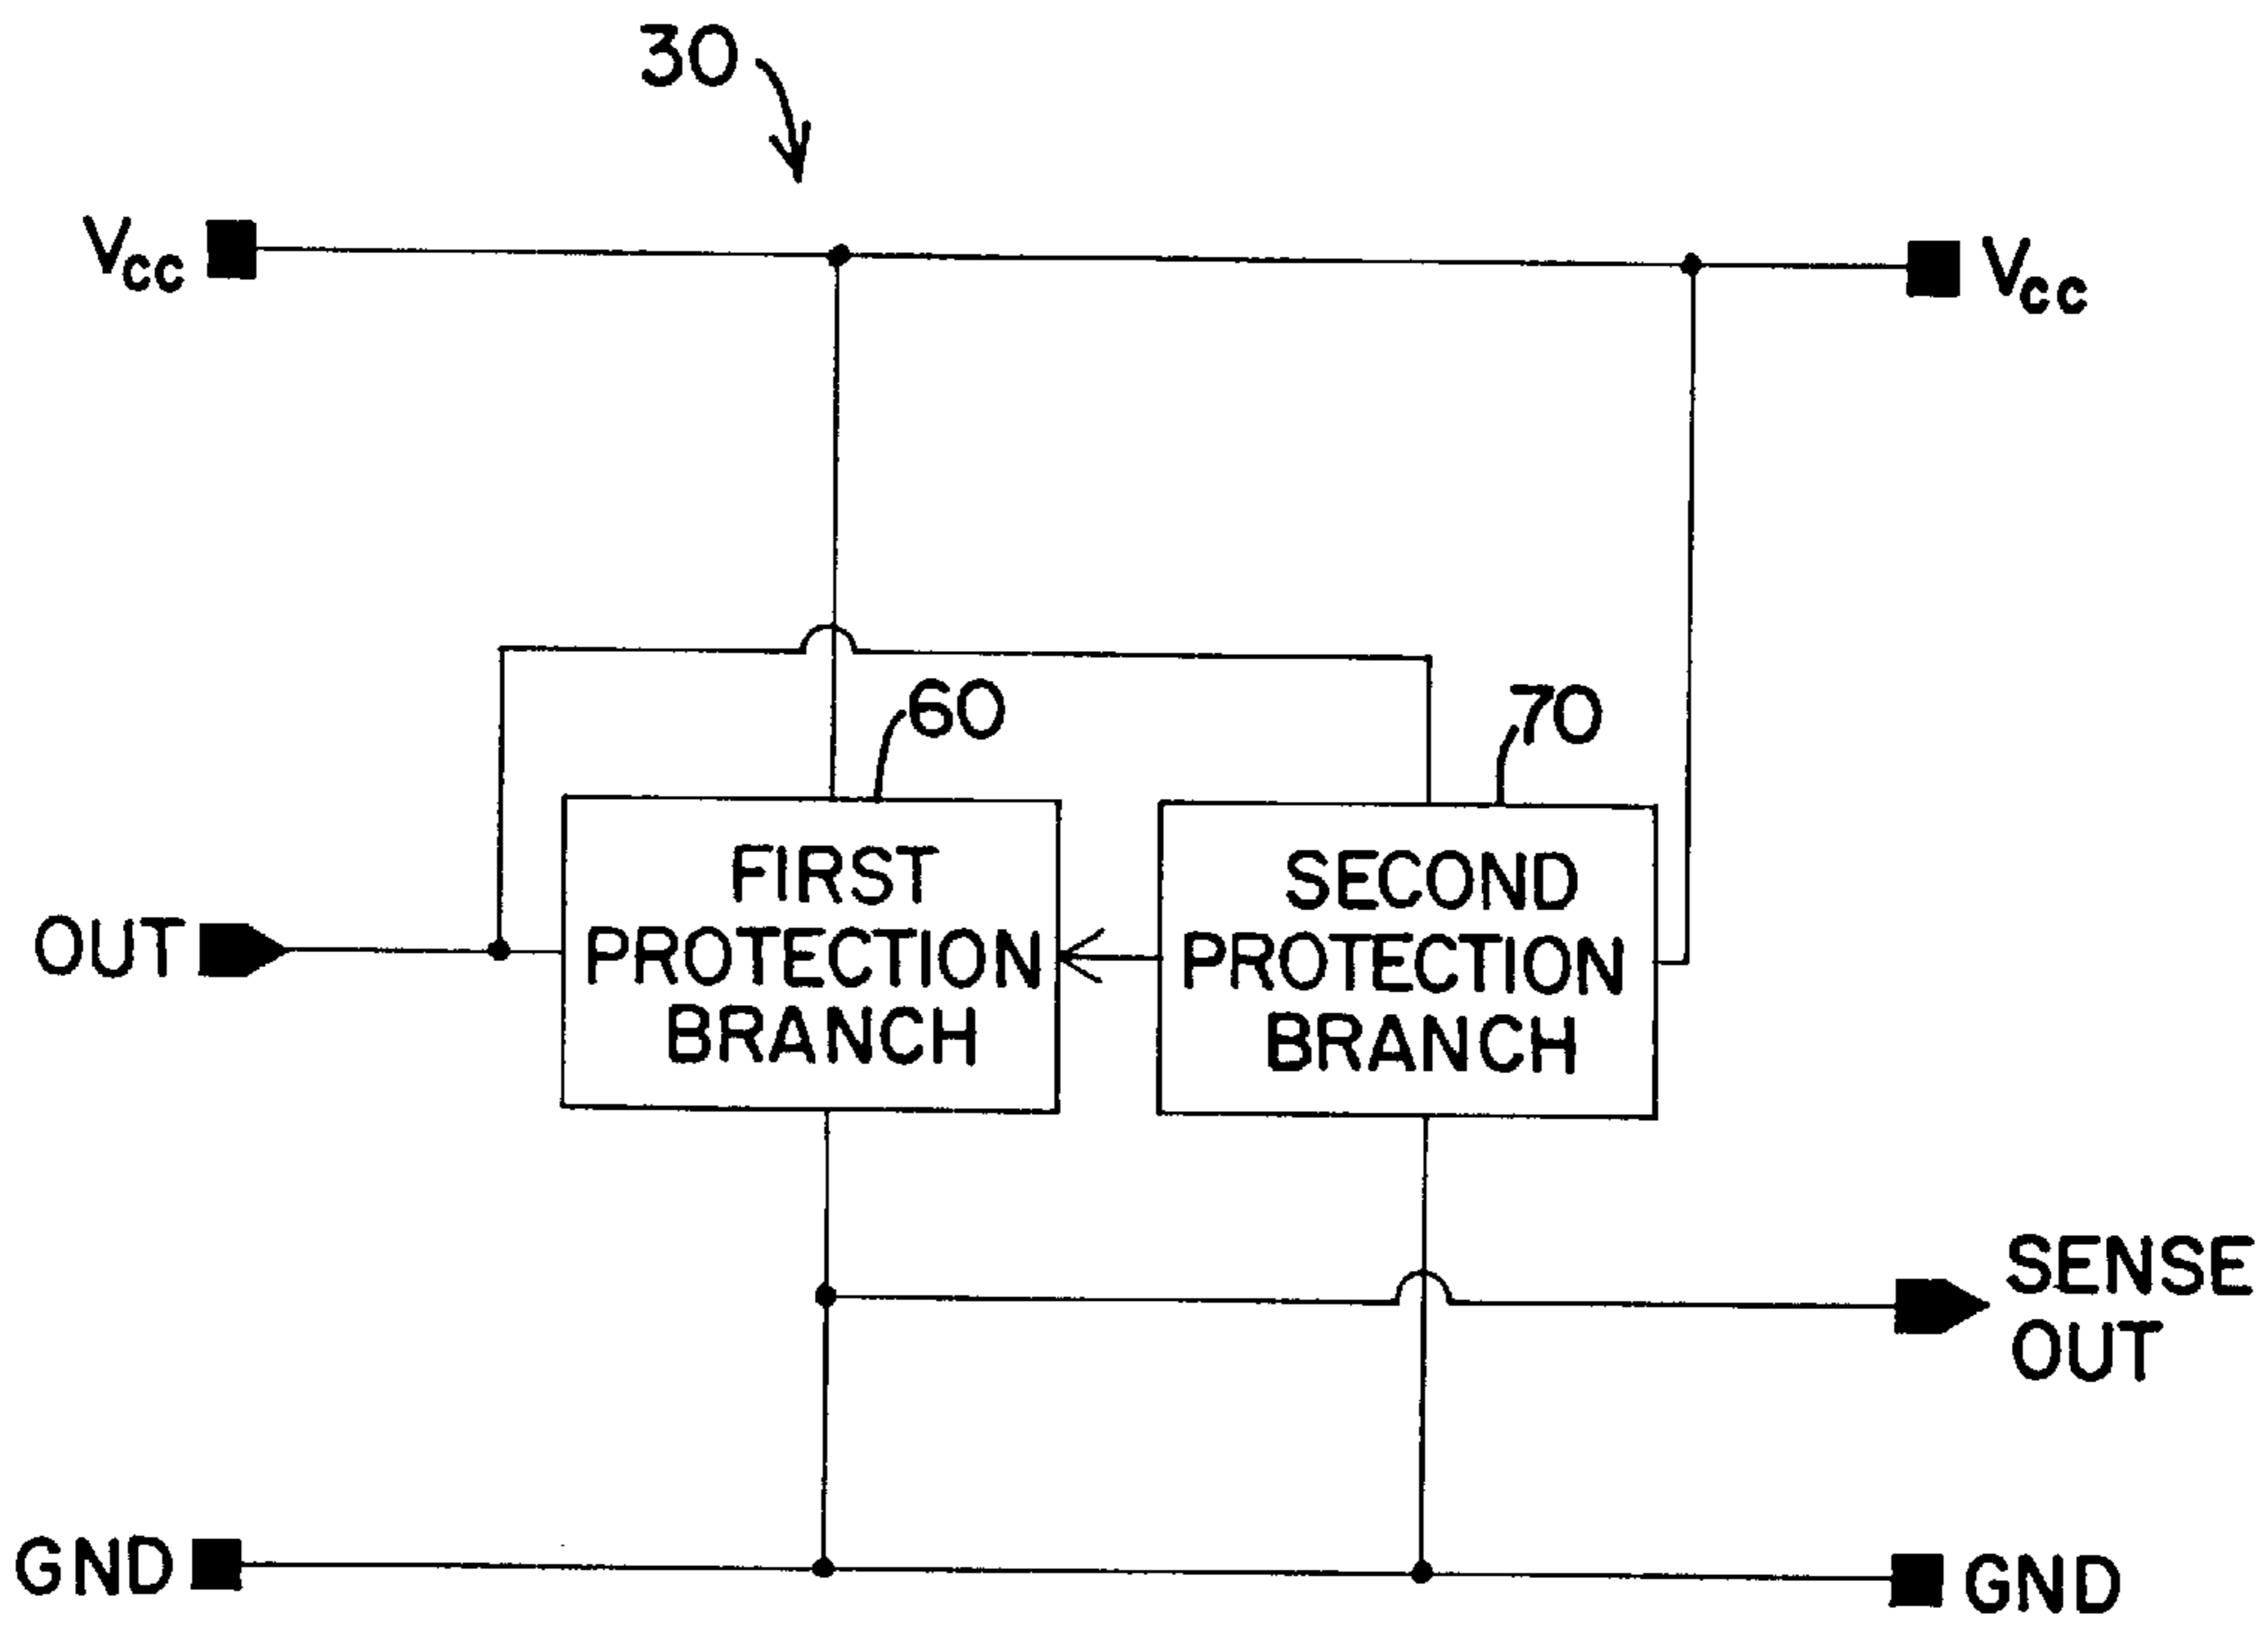 30
Vcc
Vcc
60
70
FIRST
PROTECTION
BRANCH
SECOND
PROTECTION
BRANCH
OUT
SENSE
OUT
GND
GND